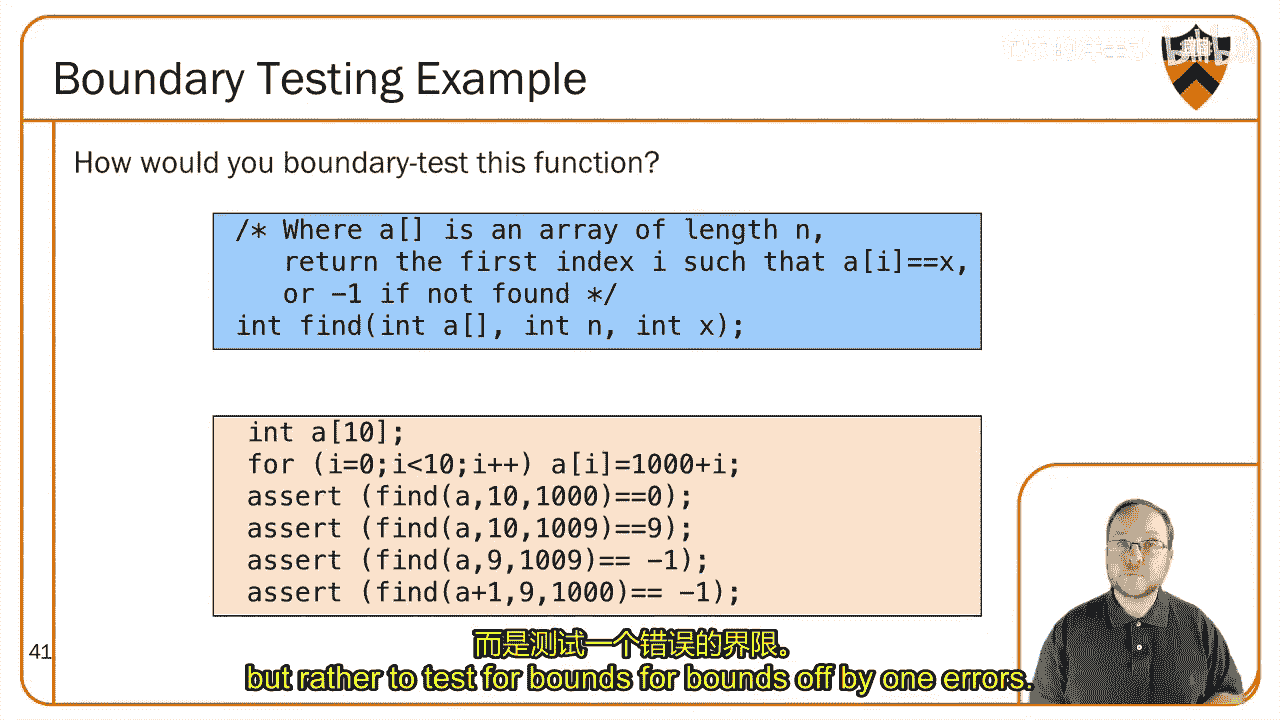 Boundary Testing Example
How would you boundary-test this function?
/* Where a[] is an array of length n,
return the first index i such that a[i]==x,
or -1 if not found */
int find(int a[], int n, int x);
int a[10];
for (i=0;i<10;i++) a[i]=1000+i;
assert (find(a,10,1000)==0);
assert (find(a,10,1009)==9);
assert (find(a,9,1009)== -1);
assert (find(a+1,9,1000)== -1);
41
而是测试一个错误的界限。
but rather to test for bounds for bounds off by one errors.